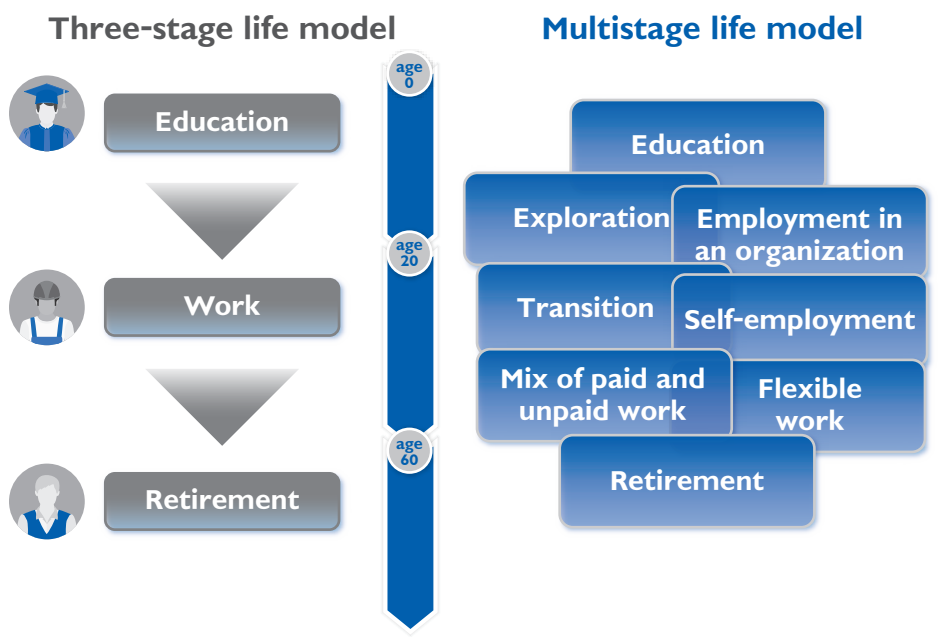 Three-stage life model
Education
Work
Retirement
age
0
age
20
age
60
Multistage life model
Education
Exploration
Employment in
an organization
Transition
Self-employment
Mix of paid and
unpaid work
Flexible
work
Retirement